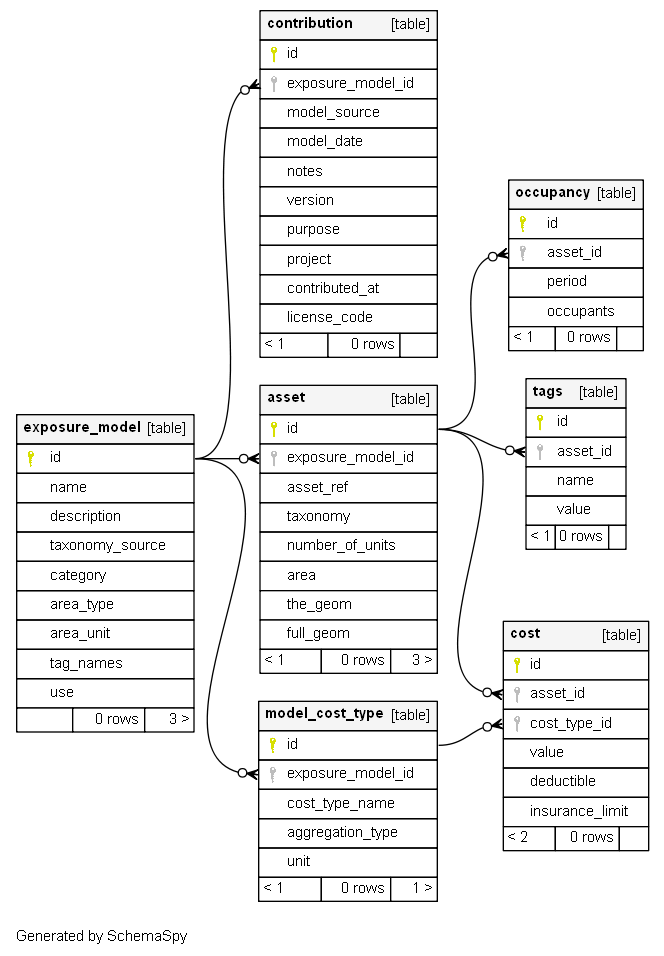 contribution [table]
id
exposure_model_id
model_source
model_date
notes
version
purpose
project
contributed_at
license_code
< 1 0 rows
occupancy [table]
id
asset_id
period
occupants
< 1 0 rows
tags [table]
id
asset_id
name
value
< 1 0 rows
asset [table]
id
exposure_model_id
asset_ref
taxonomy
number_of_units
area
the_geom
full_geom
< 1 0 rows 3 >
exposure_model [table]
id
name
description
taxonomy_source
category
area_type
area_unit
tag_names
use
0 rows 3 >
cost [table]
id
asset_id
cost_type_id
value
deductible
insurance_limit
< 2 0 rows
model_cost_type [table]
id
exposure_model_id
cost_type_name
aggregation_type
unit
< 1 0 rows 1 >
Generated by SchemaSpy